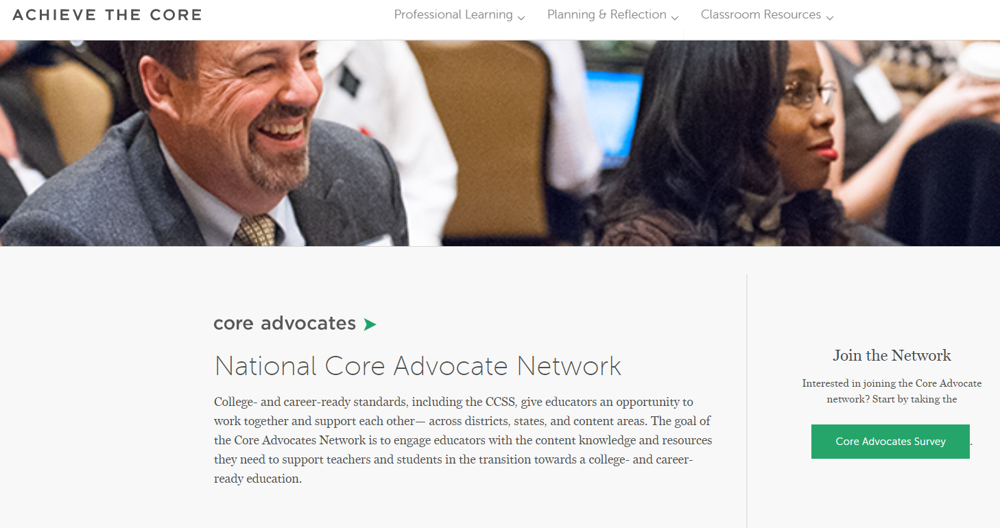 ACHIEVE THE CORE
Professional Learning
Planning & Reflection
Classroom Resources
core advocates
National Core Advocate Network
College- and career-ready standards, including the CCSS, give educators an opportunity to
work together and support each other— across districts, states, and content areas. The goal of
the Core Advocates Network is to engage educators with the content knowledge and resources
they need to support teachers and students in the transition towards a college- and career-
ready education.
Join the Network
Interested in joining the Core Advocate
network? Start by taking the
Core Advocates Survey.